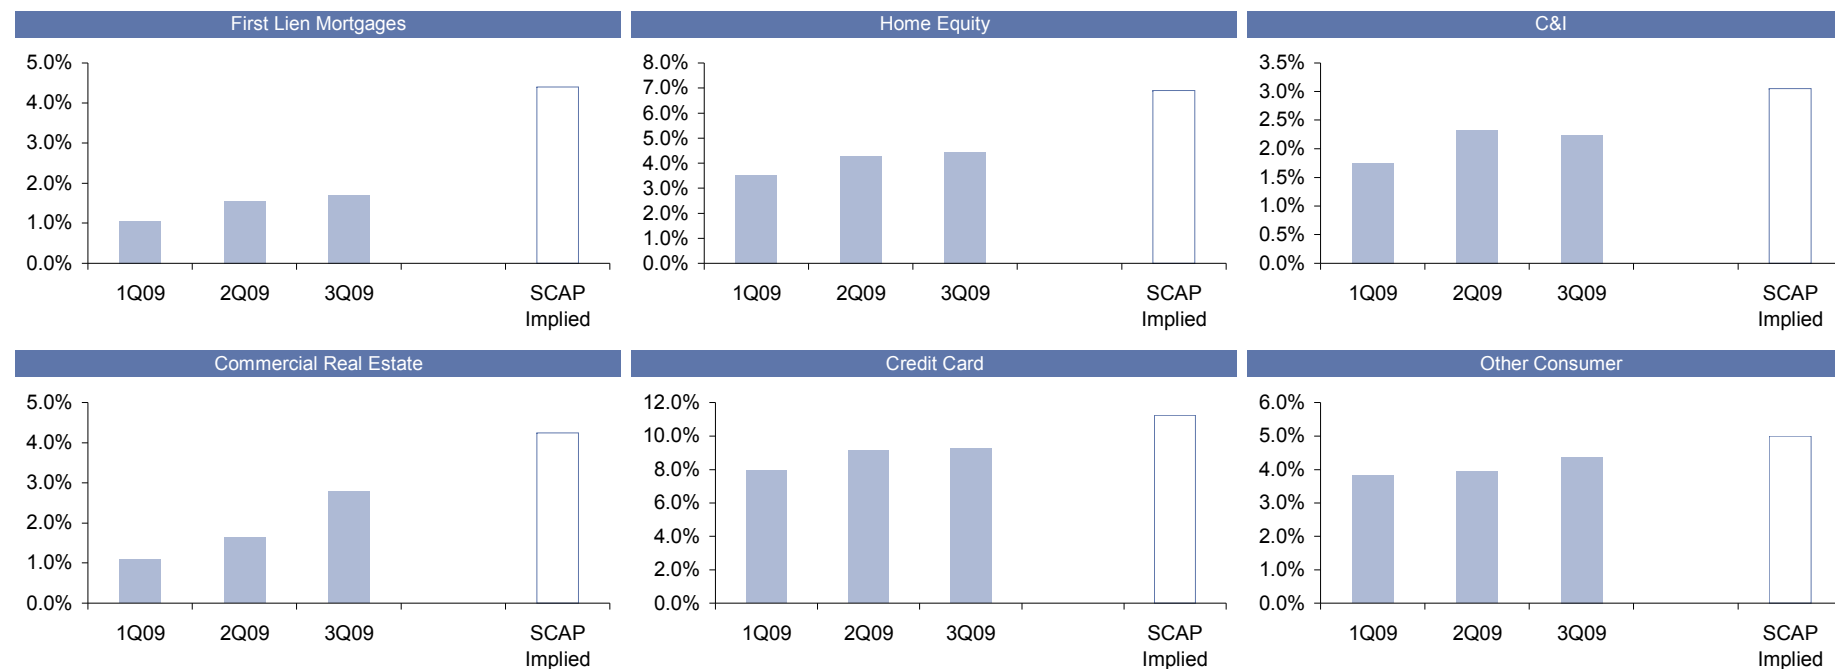 First Lien Mortgages
5.0%
4.0%
3.0%
2.0%
1.0%
0.0%
1Q09 2Q09 3Q09 SCAP
Implied
Home Equity
8.0%
7.0%
6.0%
5.0%
4.0%
3.0%
2.0%
1.0%
0.0%
1Q09 2Q09 3Q09 SCAP
Implied
C&I
3.5%
3.0%
2.5%
2.0%
1.5%
1.0%
0.5%
0.0%
1Q09 2Q09 3Q09 SCAP
Implied
Commercial Real Estate
5.0%
4.0%
3.0%
2.0%
1.0%
0.0%
1Q09 2Q09 3Q09 SCAP
Implied
Credit Card
12.0%
10.0%
8.0%
6.0%
4.0%
2.0%
0.0%
1Q09 2Q09 3Q09 SCAP
Implied
Other Consumer
6.0%
5.0%
4.0%
3.0%
2.0%
1.0%
0.0%
1Q09 2Q09 3Q09 SCAP
Implied